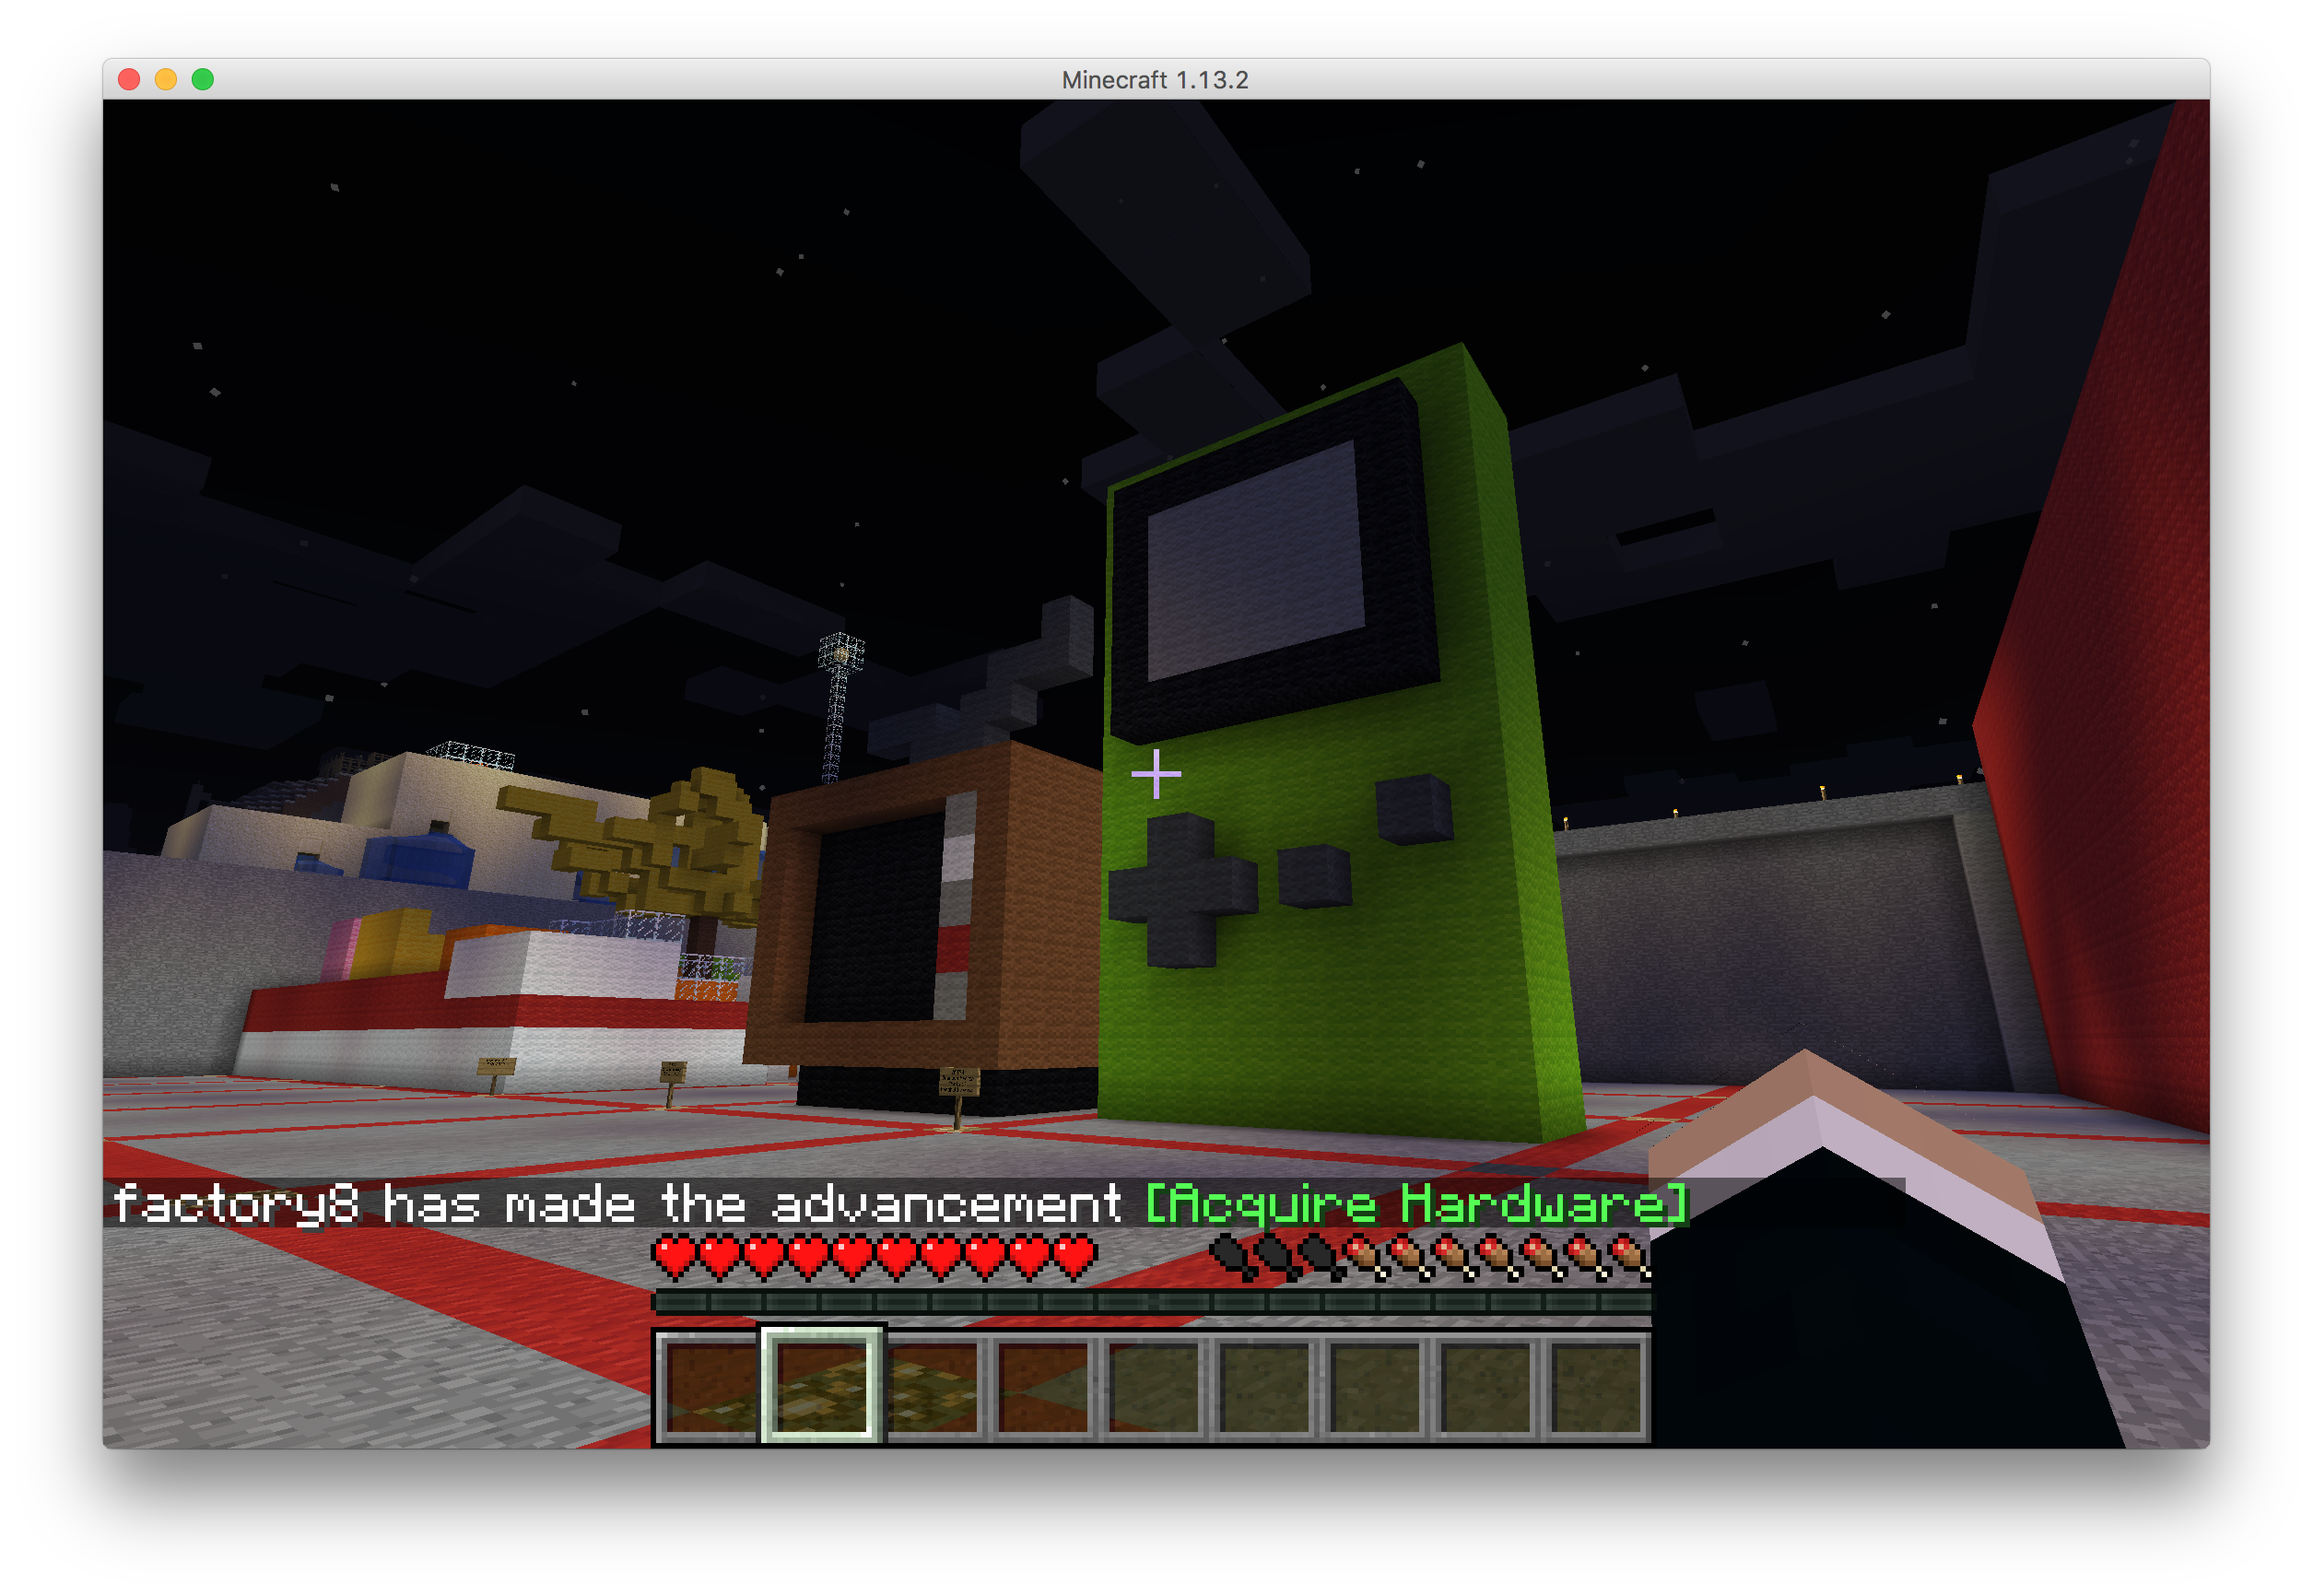 Minecraft 1.13.2
factory8 has made the advancement [Acquire Hardware]